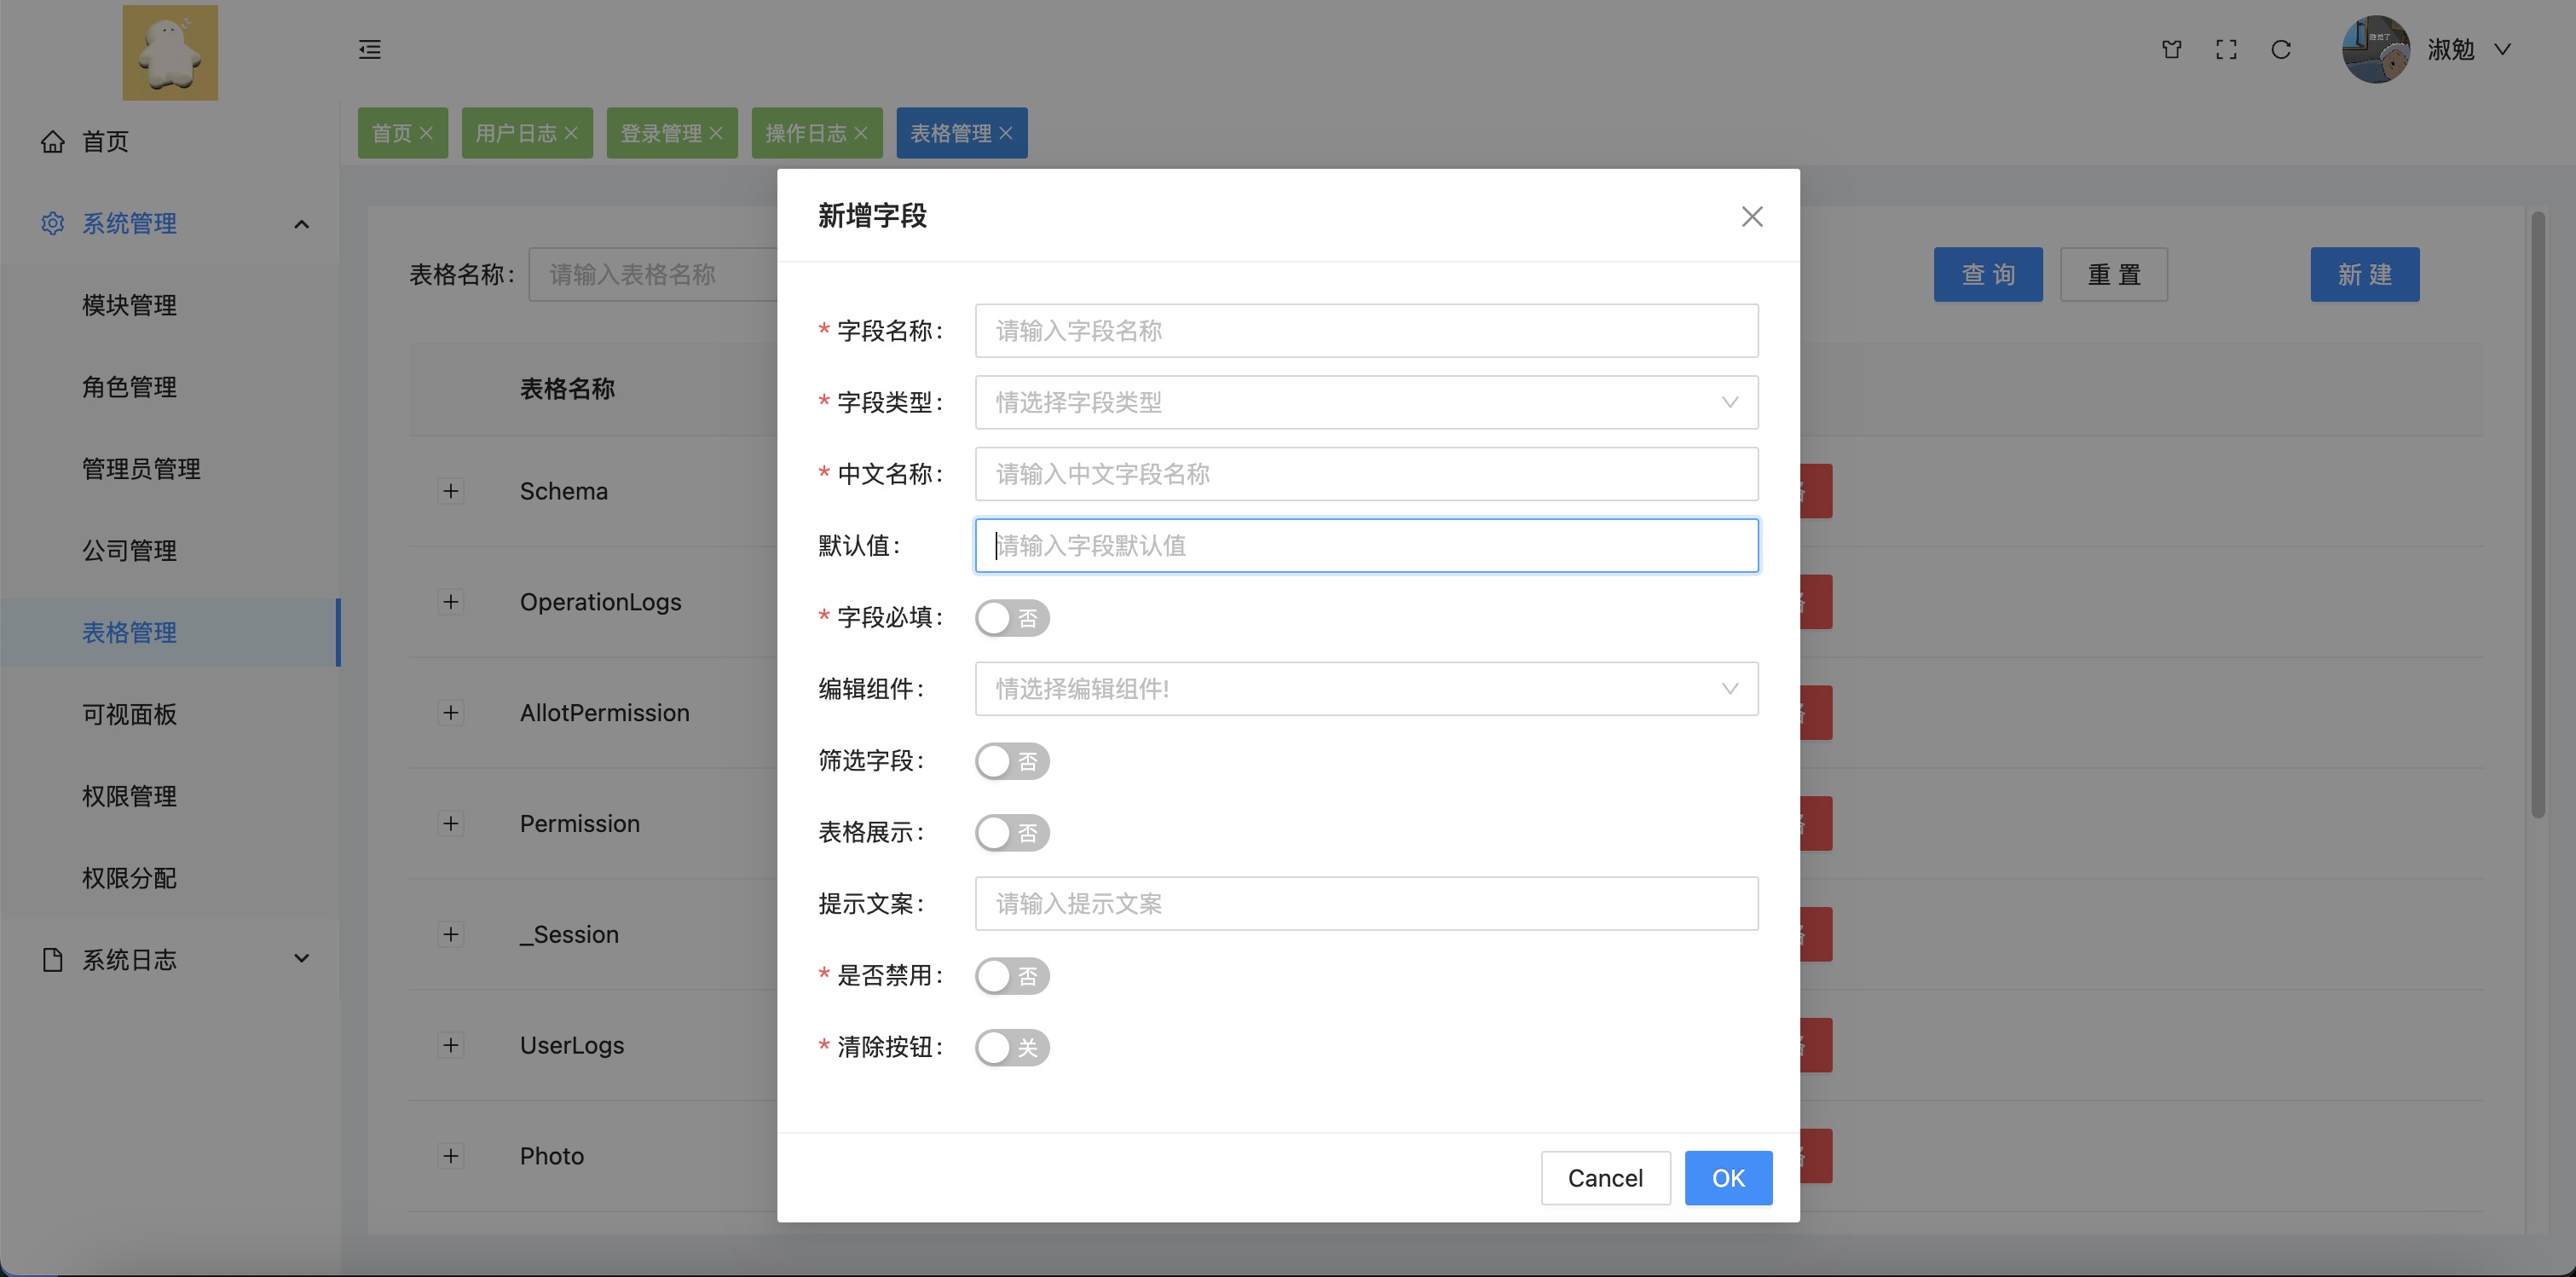 淑勉
首页
系统管理
模块管理
角色管理
管理员管理
公司管理
表格管理
可视面板
权限管理
权限分配
系统日志
首页 用户日志 登录管理 操作日志 表格管理
表格名称： 请输入表格名称 查 询 重 置 新 建
表格名称
Schema
OperationLogs
AllotPermission
Permission
_Session
UserLogs
Photo
新增字段
* 字段名称： 请输入字段名称
* 字段类型： 情选择字段类型
* 中文名称： 请输入中文字段名称
默认值： 请输入字段默认值
* 字段必填： 否
编辑组件： 情选择编辑组件!
筛选字段： 否
表格展示： 否
提示文案： 请输入提示文案
* 是否禁用： 否
* 清除按钮： 关
Cancel OK